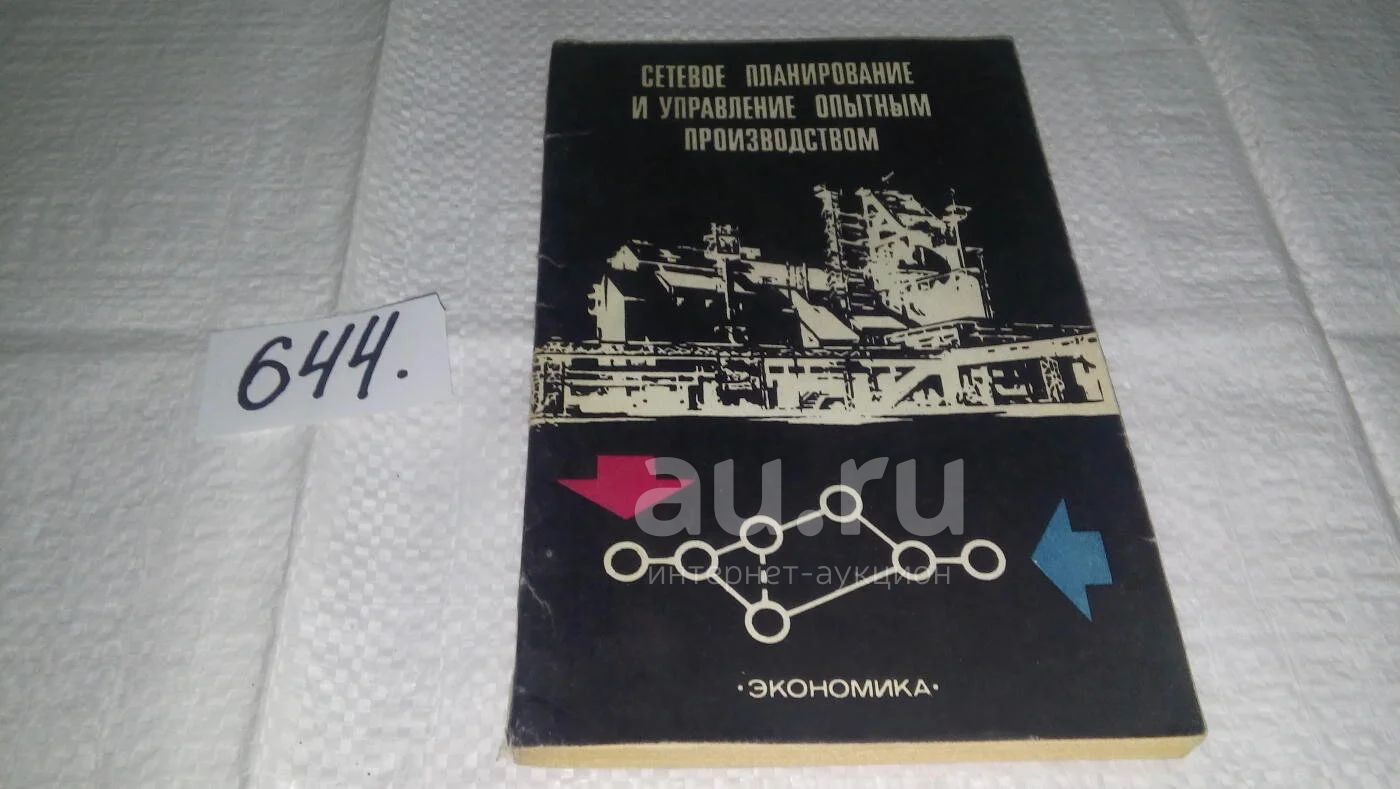 СЕТЕВОЕ ПЛАНИРОВАНИЕ
И УПРАВЛЕНИЕ ОПЫТНЫМ
ПРОИЗВОДСТВОМ
644.
au.ru
интернет-аукцион
·ЭКОНОМИКА·